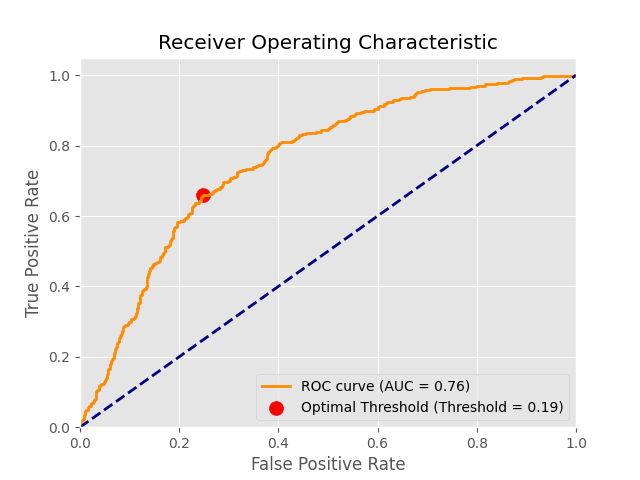 Receiver Operating Characteristic
1.0
0.8
0.6
0.4
0.2
0.0
True Positive Rate
ROC curve (AUC = 0.76)
Optimal Threshold (Threshold = 0.19)
0.0 0.2 0.4 0.6 0.8 1.0
False Positive Rate